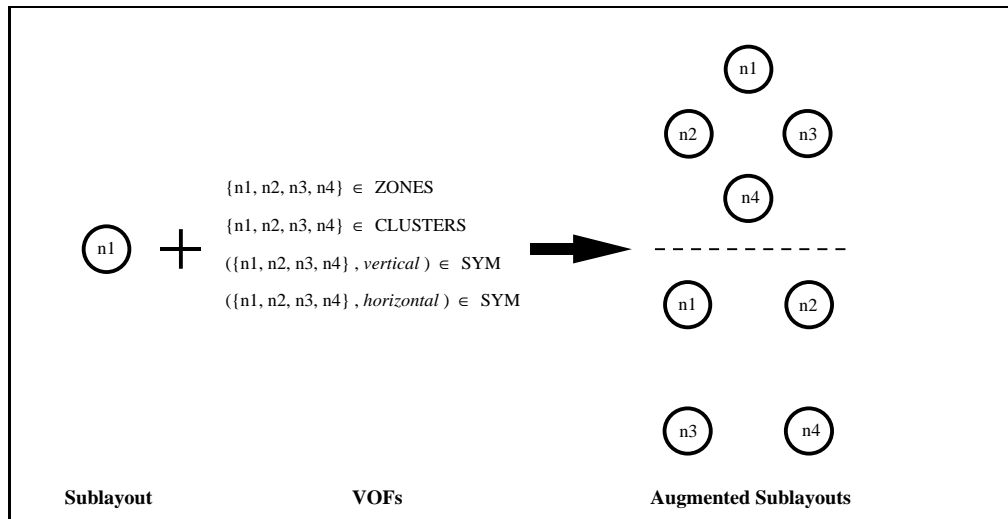 n1
n2 n3
n4
{n1, n2, n3, n4} ∈ ZONES
{n1, n2, n3, n4} ∈ CLUSTERS
n1
({n1, n2, n3, n4} , vertical ) ∈ SYM
({n1, n2, n3, n4} , horizontal ) ∈ SYM
n1 n2
n3 n4
Sublayout VOFs Augmented Sublayouts